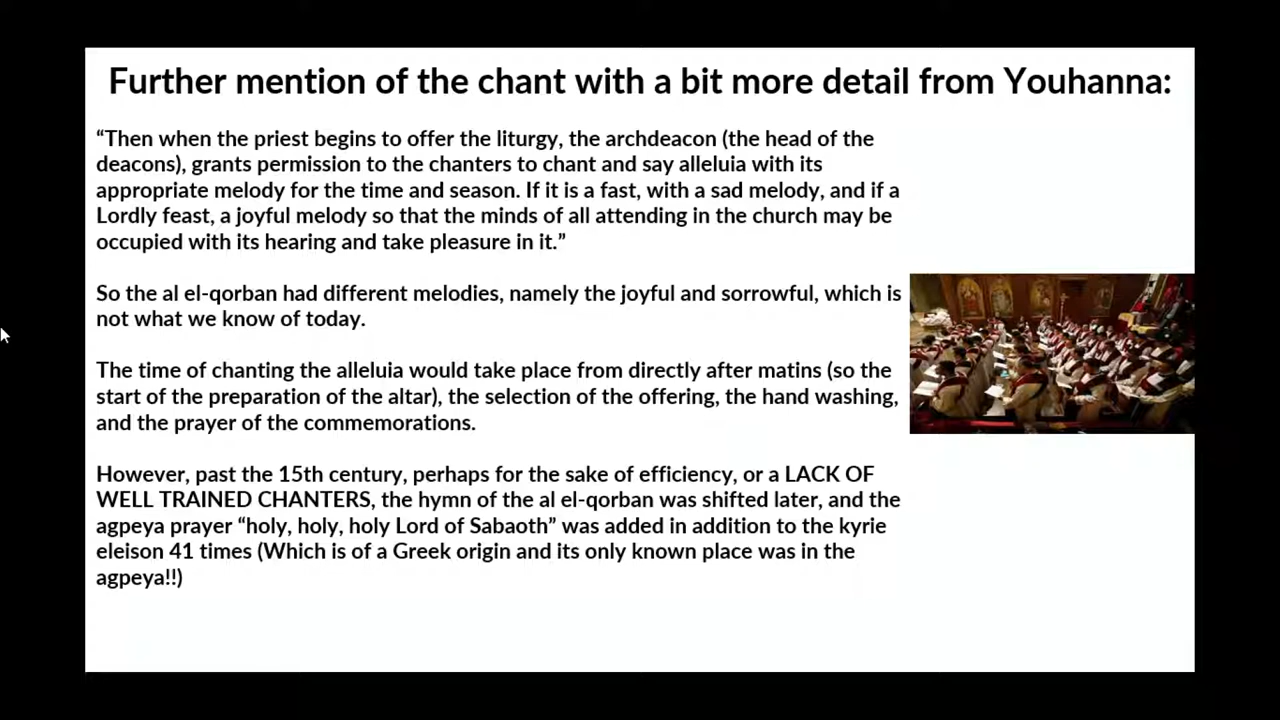 Further mention of the chant with a bit more detail from Youhanna:
“Then when the priest begins to offer the liturgy, the archdeacon (the head of the
deacons), grants permission to the chanters to chant and say alleluia with its
appropriate melody for the time and season. If it is a fast, with a sad melody, and if a
Lordly feast, a joyful melody so that the minds of all attending in the church may be
occupied with its hearing and take pleasure in it.”
So the al el-qorban had different melodies, namely the joyful and sorrowful, which is
not what we know of today.
The time of chanting the alleluia would take place from directly after matins (so the
start of the preparation of the altar), the selection of the offering, the hand washing,
and the prayer of the commemorations.
However, past the 15th century, perhaps for the sake of efficiency, or a LACK OF
WELL TRAINED CHANTERS, the hymn of the al el-qorban was shifted later, and the
agpeya prayer “holy, holy, holy Lord of Sabaoth” was added in addition to the kyrie
eleison 41 times (Which is of a Greek origin and its only known place was in the
agpeya!!)